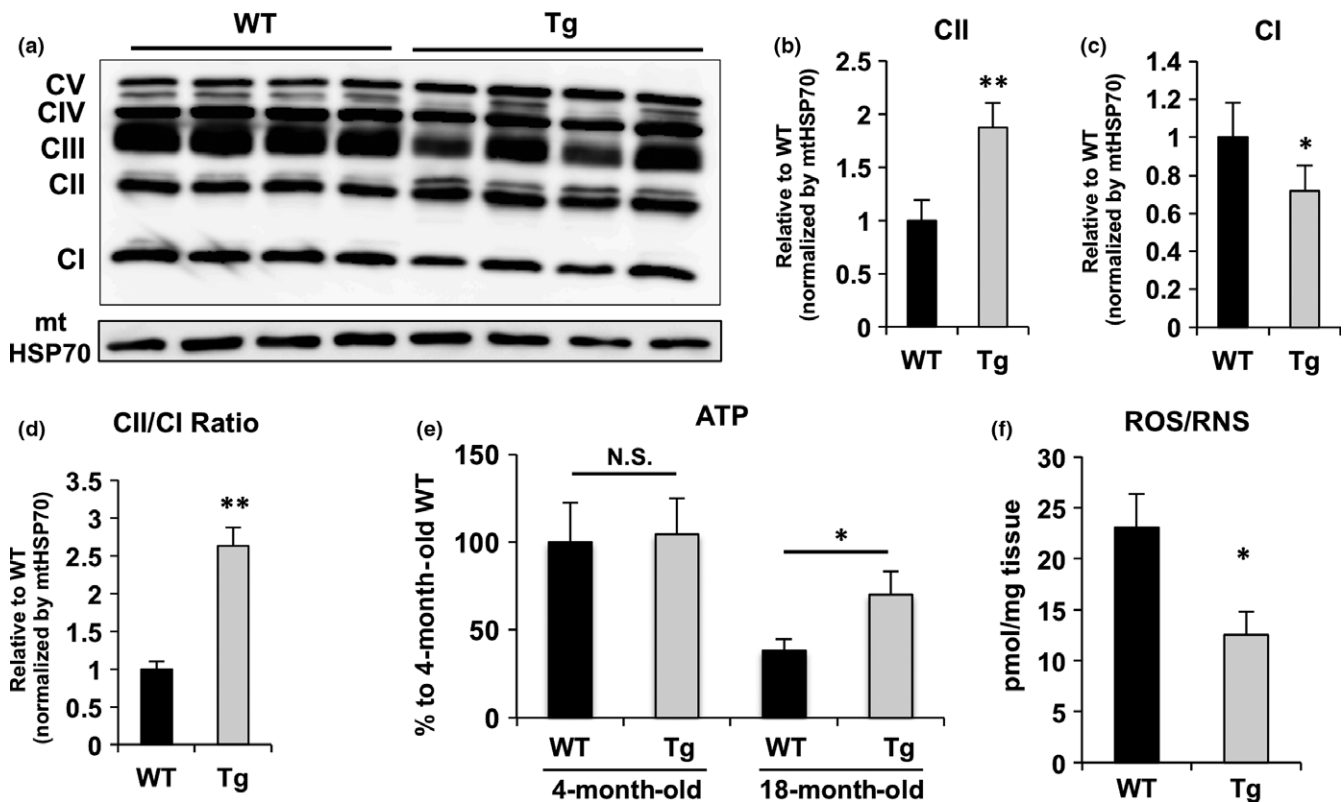 (a)
WT
Tg
CV
CIV
CIII
CII
CI
mt
HSP70
(b)
CII
Relative to WT
(normalized by mtHSP70)
2.5
2
1.5
1
0.5
0
**
WT
Tg
(c)
CI
Relative to WT
(normalized by mtHSP70)
1.4
1.2
1
0.8
0.6
0.4
0.2
0
*
WT
Tg
(d)
CII/CI Ratio
Relative to WT
(normalized by mtHSP70)
3.5
3
2.5
2
1.5
1
0.5
0
**
WT
Tg
(e)
ATP
% to 4-month-old WT
150
100
50
0
N.S.
*
WT
Tg
WT
Tg
4-month-old
18-month-old
(f)
ROS/RNS
pmol/mg tissue
30
25
20
15
10
5
0
*
WT
Tg